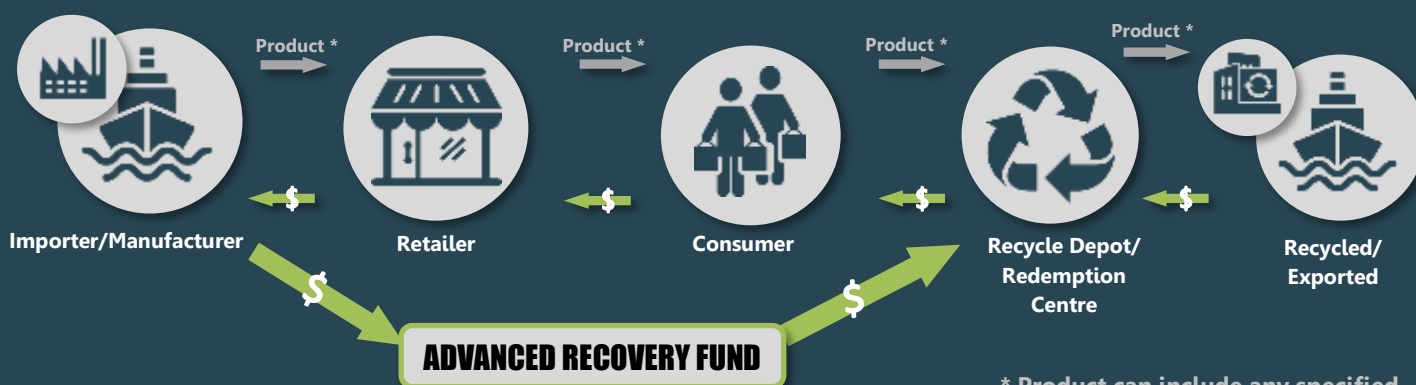 Product *
Product *
Product *
Product *
$
$
$
$
Importer/Manufacturer
Retailer
Consumer
Recycle Depot/
Redemption
Centre
Recycled/
Exported
$
$
ADVANCED RECOVERY FUND
* Product can include any specified